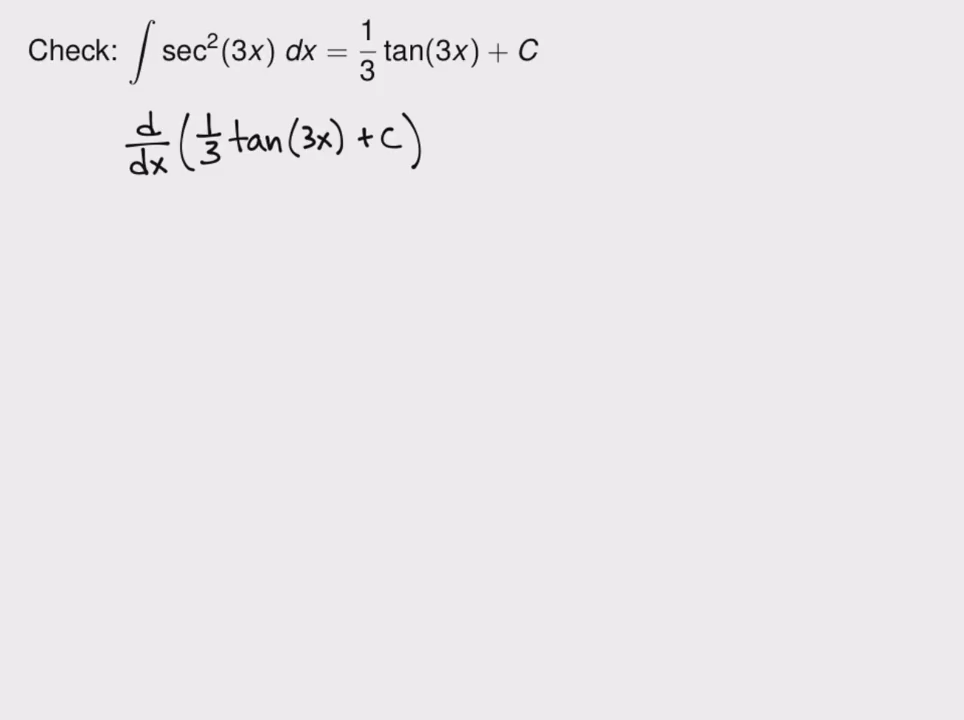 Check: ∫ sec²(3x) dx = 1/3 tan(3x) + C
d/dx (1/3 tan(3x) + C)